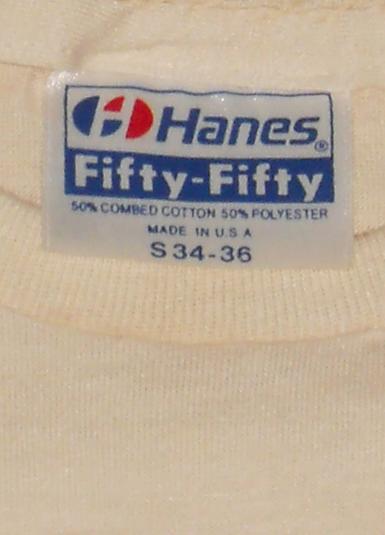 Hanes®
Fifty-Fifty
50% COMBED COTTON 50% POLYESTER
MADE IN U.S A
S 34-36